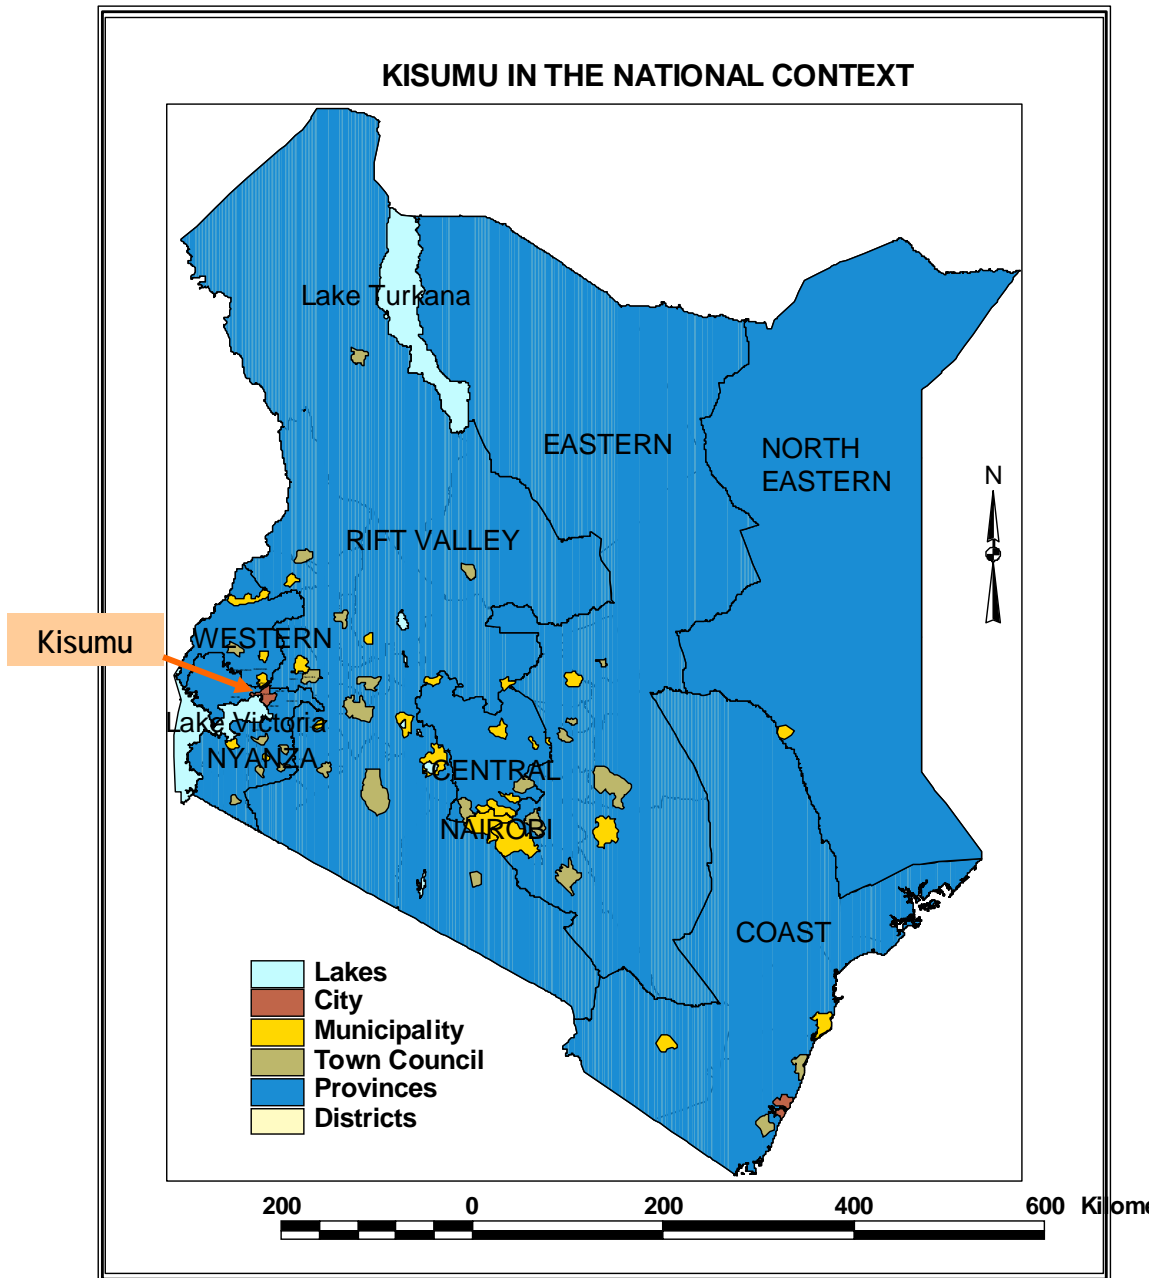 KISUMU IN THE NATIONAL CONTEXT
Lake Turkana
EASTERN
NORTH
EASTERN
N
RIFT VALLEY
Kisumu
WESTERN
Lake Victoria
NYANZA
CENTRAL
NAIROBI
COAST
Lakes
City
Municipality
Town Council
Provinces
Districts
200 0 200 400 600 Kilome